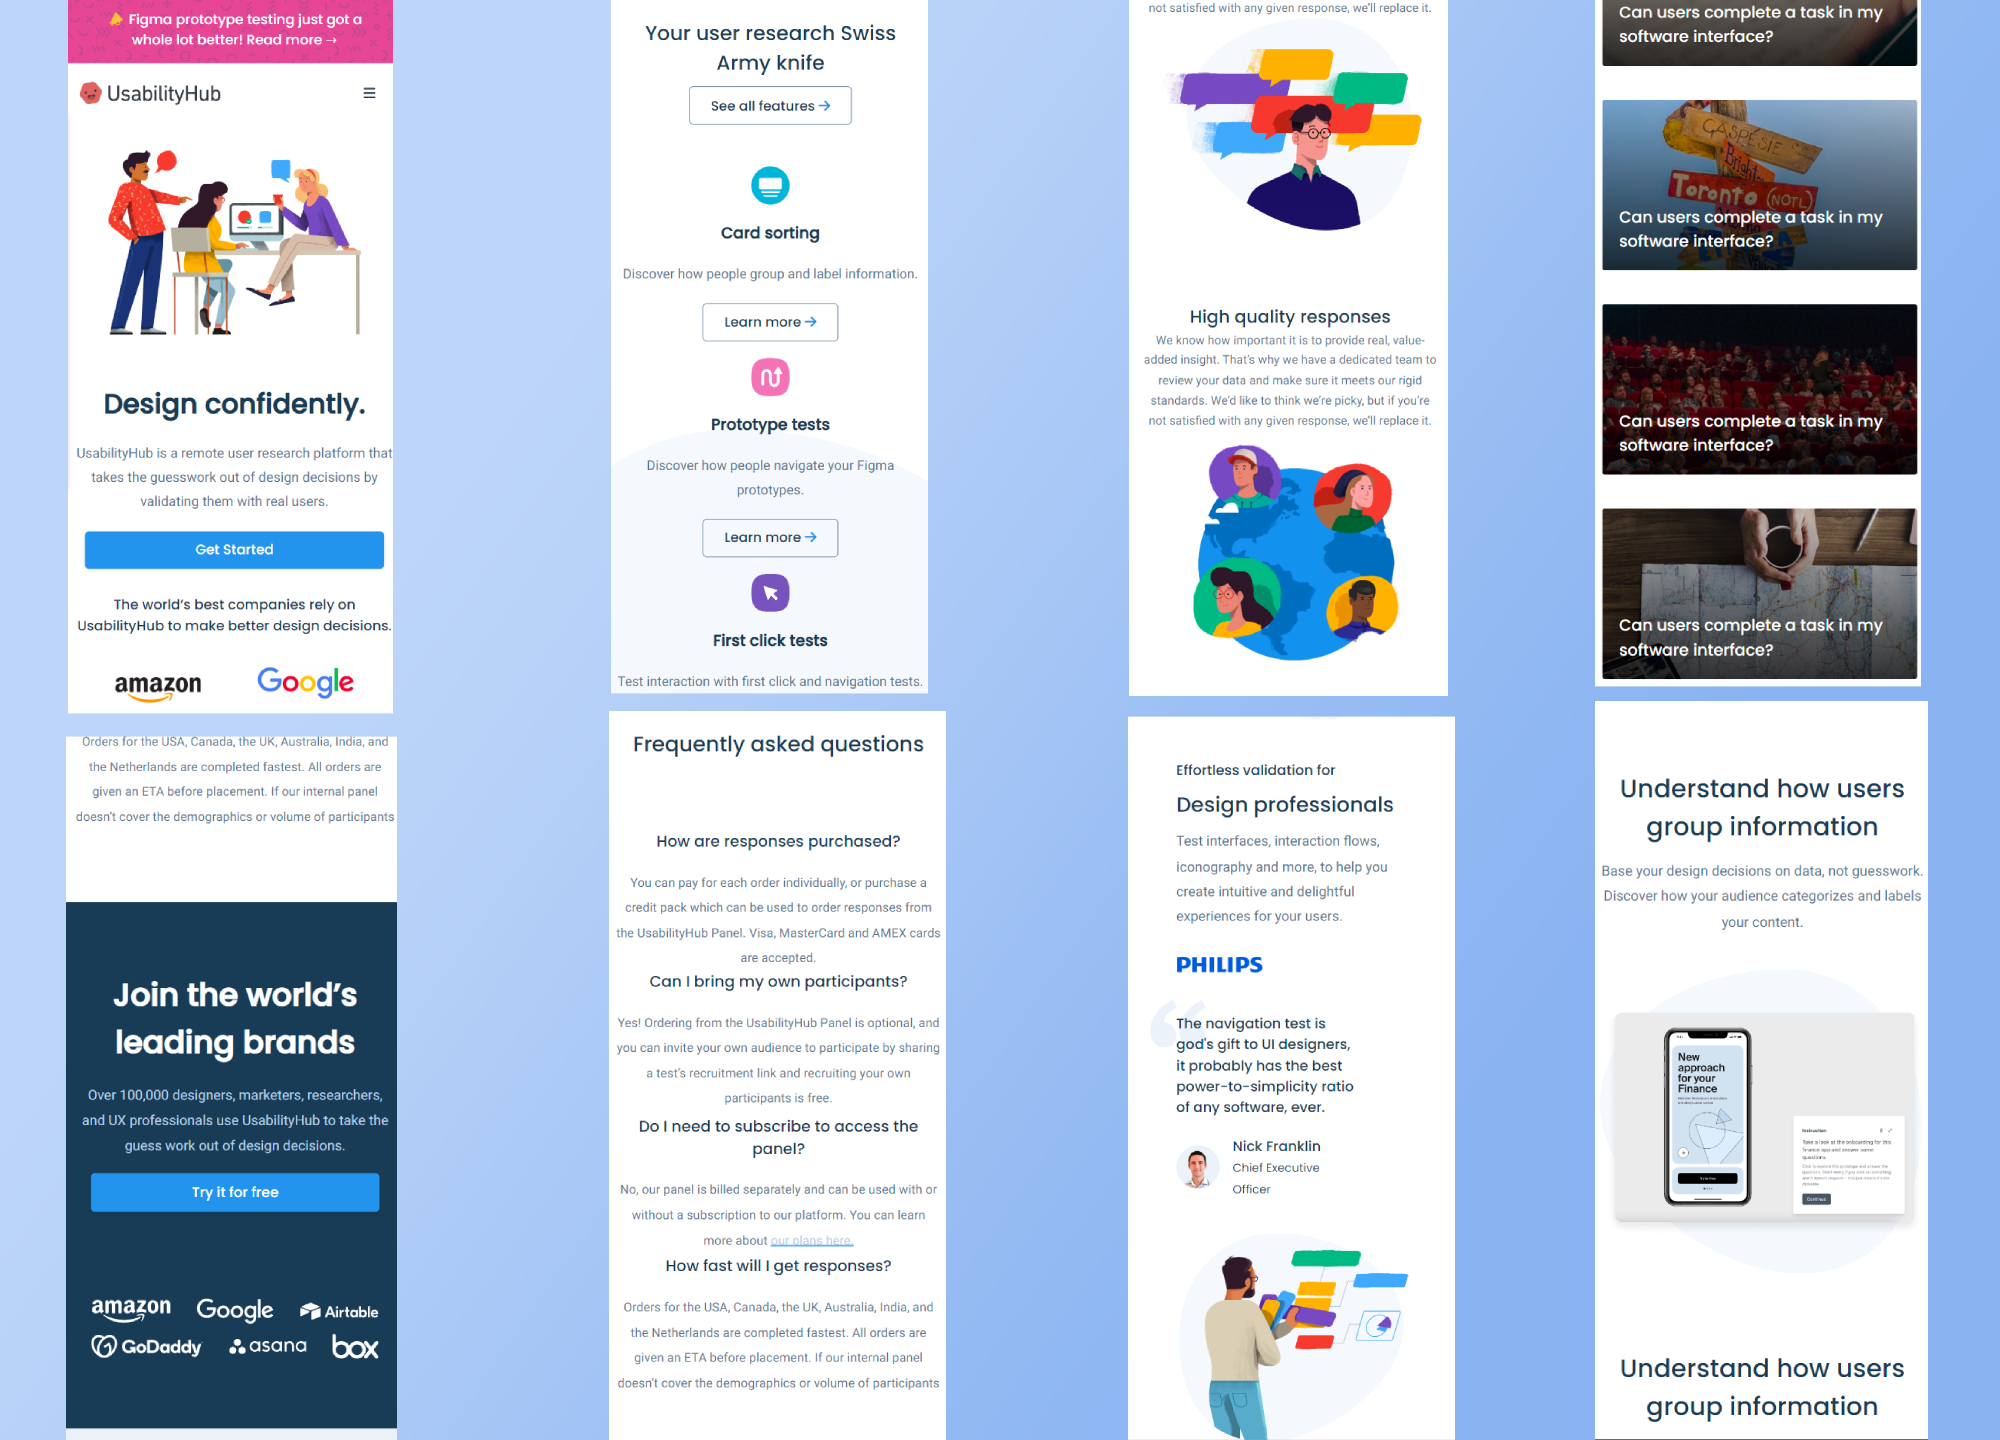 Figma prototype testing just got a
whole lot better! Read more →
UsabilityHub
Design confidently.
UsabilityHub is a remote user research platform that
takes the guesswork out of design decisions by
validating them with real users.
Get Started
The world's best companies rely on
UsabilityHub to make better design decisions.
amazon
Google
Your user research Swiss
Army knife
See all features →
Card sorting
Discover how people group and label information.
Learn more →
Prototype tests
Discover how people navigate your Figma
prototypes.
Learn more →
First click tests
Test interaction with first click and navigation tests.
not satisfied with any given response, we'll replace it.
High quality responses
We know how important it is to provide real, value-
added insight. That's why we have a dedicated team to
review your data and make sure it meets our rigid
standards. We'd like to think we're picky, but if you're
not satisfied with any given response, we'll replace it.
Can users complete a task in my
software interface?
GASPÉSIE
Bright
Toronto (NOTL)
Can users complete a task in my
software interface?
Can users complete a task in my
software interface?
Can users complete a task in my
software interface?
Orders for the USA, Canada, the UK, Australia, India, and
the Netherlands are completed fastest. All orders are
given an ETA before placement. If our internal panel
doesn't cover the demographics or volume of participants
Join the world's
leading brands
Over 100,000 designers, marketers, researchers,
and UX professionals use UsabilityHub to take the
guess work out of design decisions.
Try it for free
amazon Google Airtable
GoDaddy asana box
Frequently asked questions
How are responses purchased?
You can pay for each order individually, or purchase a
credit pack which can be used to order responses from
the UsabilityHub Panel. Visa, MasterCard and AMEX cards
are accepted.
Can I bring my own participants?
Yes! Ordering from the UsabilityHub Panel is optional, and
you can invite your own audience to participate by sharing
a test's recruitment link and recruiting your own
participants is free.
Do I need to subscribe to access the
panel?
No, our panel is billed separately and can be used with or
without a subscription to our platform. You can learn
more about our plans here.
How fast will I get responses?
Orders for the USA, Canada, the UK, Australia, India, and
the Netherlands are completed fastest. All orders are
given an ETA before placement. If our internal panel
doesn't cover the demographics or volume of participants
Effortless validation for
Design professionals
Test interfaces, interaction flows,
iconography and more, to help you
create intuitive and delightful
experiences for your users.
PHILIPS
“
The navigation test is
god's gift to UI designers,
it probably has the best
power-to-simplicity ratio
of any software, ever.
Nick Franklin
Chief Executive
Officer
Understand how users
group information
Base your design decisions on data, not guesswork.
Discover how your audience categorizes and labels
your content.
New
approach
for your
Finance
Instruction
Take a look at the onboarding for this
finance app and answer some
questions
Continue
Understand how users
group information